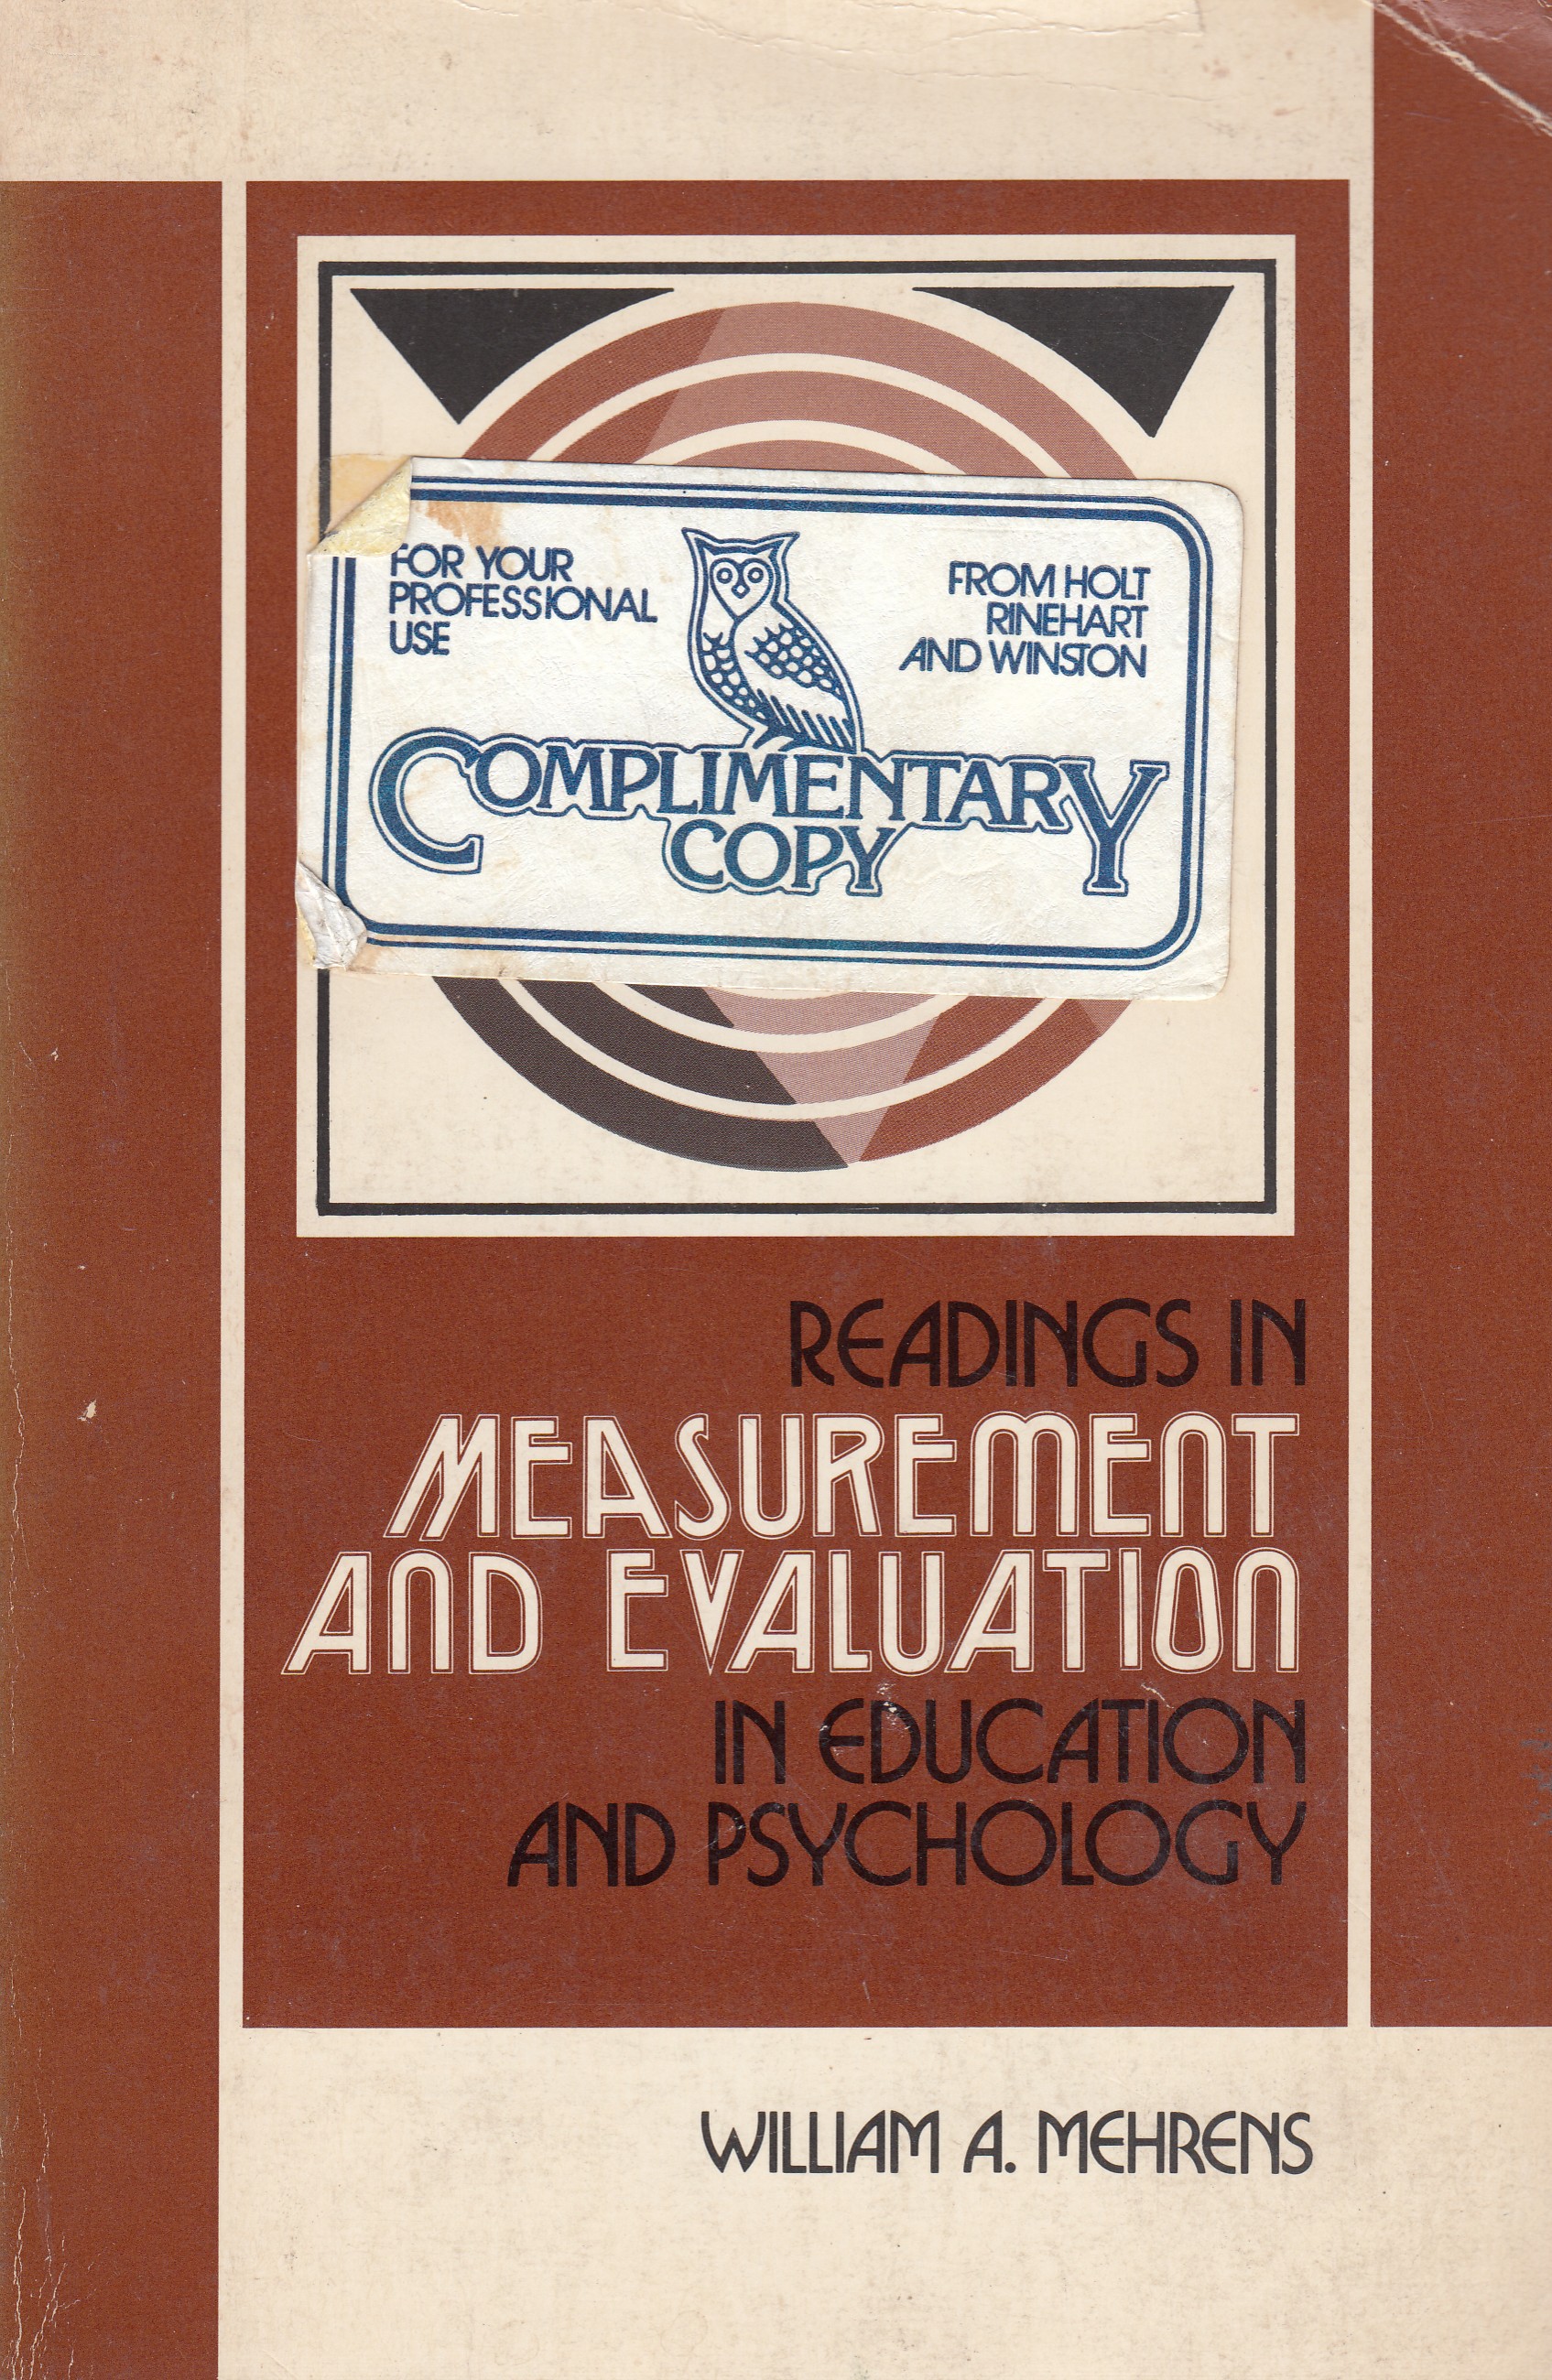 FOR YOUR
PROFESSIONAL
USE
FROM HOLT
RINEHART
AND WINSTON
COMPLIMENTARY
COPY
READINGS IN
MEASUREMENT
AND EVALUATION
IN EDUCATION
AND PSYCHOLOGY
WILLIAM A. MEHRENS